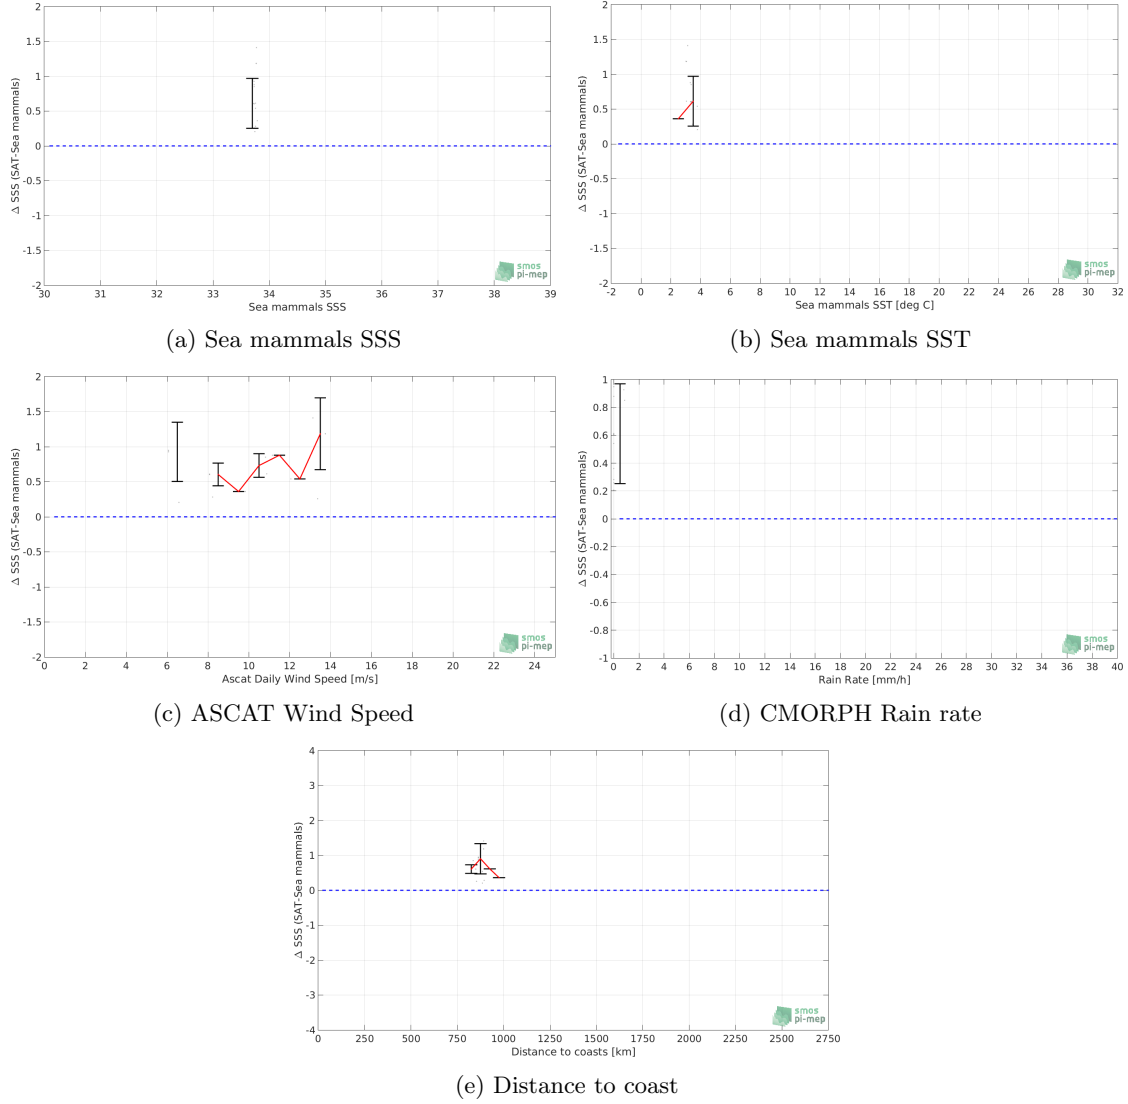 2
1.5
1
0.5
0
-0.5
-1
-1.5
-2
Δ SSS (SAT-Sea mammals)
30 31 32 33 34 35 36 37 38 39
Sea mammals SSS
smos
pi-mep
(a) Sea mammals SSS
2
1.5
1
0.5
0
-0.5
-1
-1.5
-2
Δ SSS (SAT-Sea mammals)
-2 0 2 4 6 8 10 12 14 16 18 20 22 24 26 28 30 32
Sea mammals SST [deg C]
smos
pi-mep
(b) Sea mammals SST
2
1.5
1
0.5
0
-0.5
-1
-1.5
-2
Δ SSS (SAT-Sea mammals)
0 2 4 6 8 10 12 14 16 18 20 22 24
Ascat Daily Wind Speed [m/s]
smos
pi-mep
(c) ASCAT Wind Speed
1
0.8
0.6
0.4
0.2
0
-0.2
-0.4
-0.6
-0.8
-1
Δ SSS (SAT-Sea mammals)
0 2 4 6 8 10 12 14 16 18 20 22 24 26 28 30 32 34 36 38 40
Rain Rate [mm/h]
smos
pi-mep
(d) CMORPH Rain rate
4
3
2
1
0
-1
-2
-3
-4
Δ SSS (SAT-Sea mammals)
0 250 500 750 1000 1250 1500 1750 2000 2250 2500 2750
Distance to coasts [km]
smos
pi-mep
(e) Distance to coast